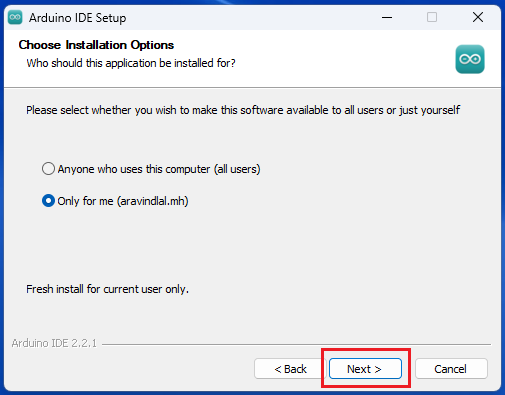 Arduino IDE Setup
Choose Installation Options
Who should this application be installed for?
Please select whether you wish to make this software available to all users or just yourself
Anyone who uses this computer (all users)
Only for me (aravindlal.mh)
Fresh install for current user only.
Arduino IDE 2.2.1
< Back
Next >
Cancel